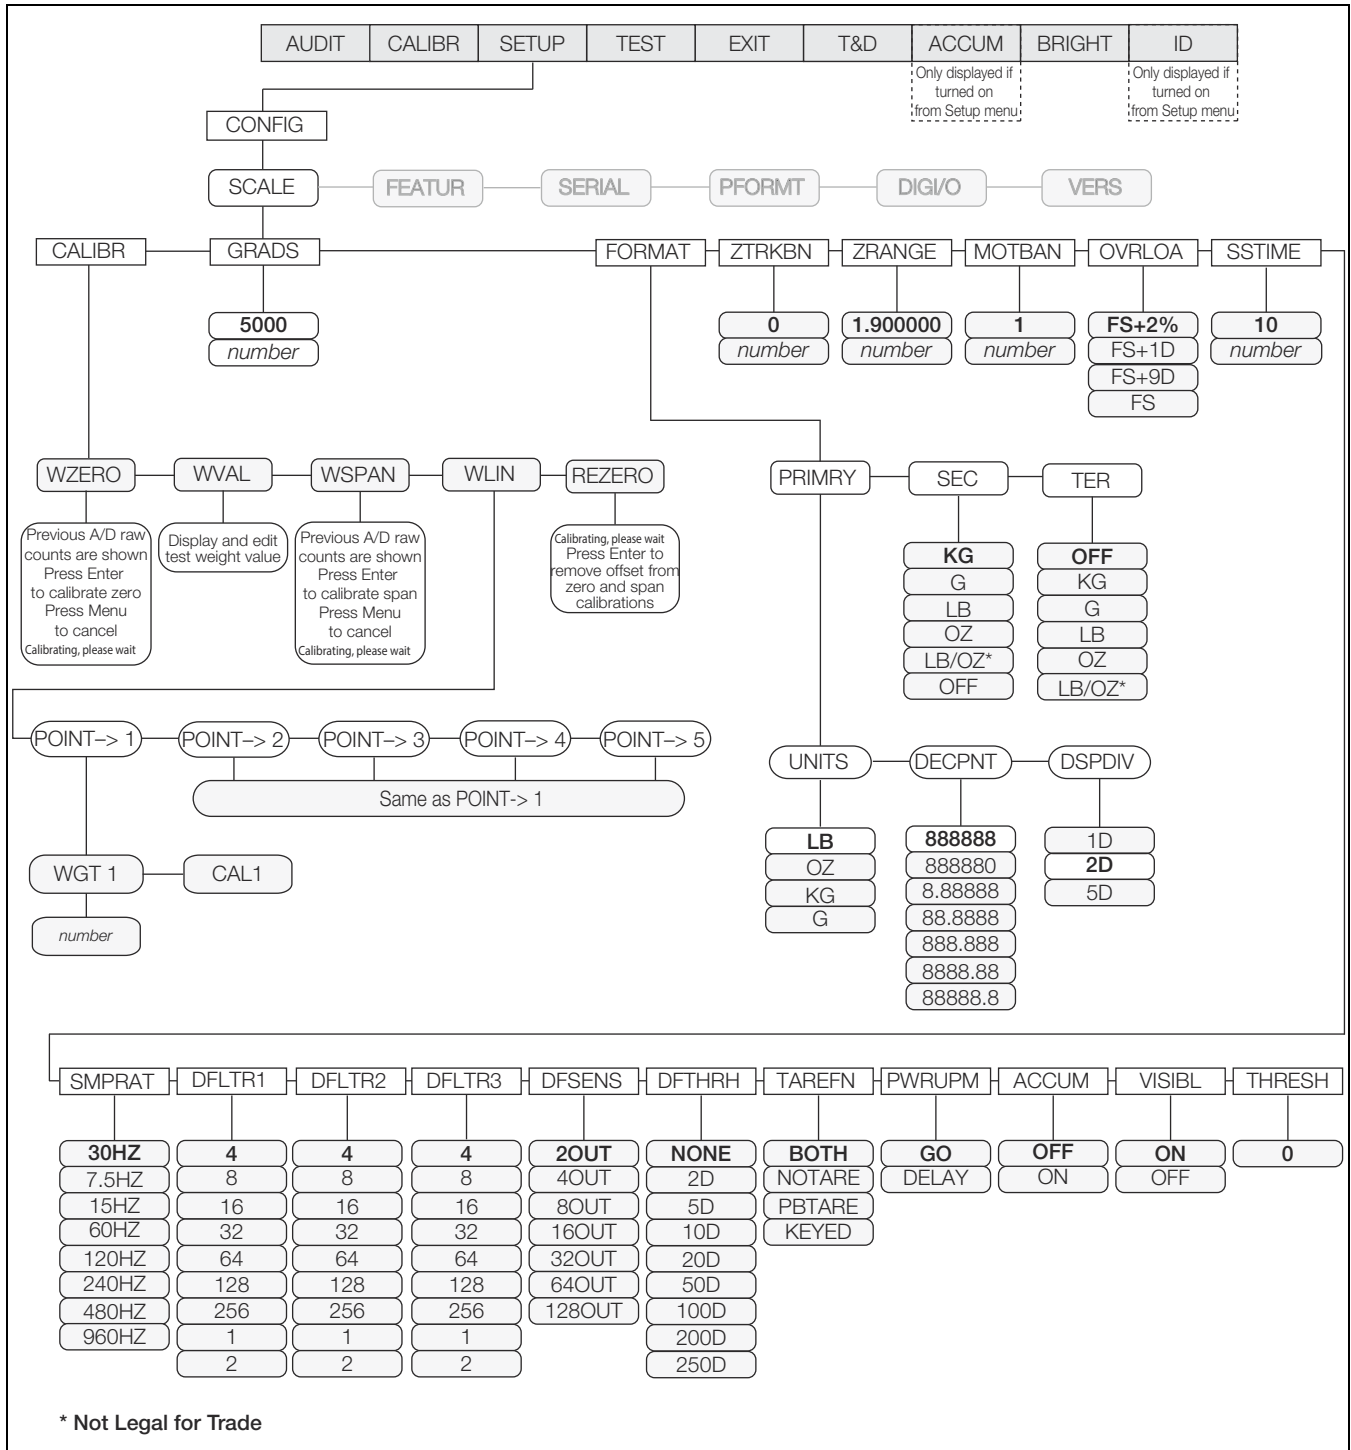 AUDIT CALIBR SETUP TEST EXIT T&D ACCUM BRIGHT ID
Only displayed if
turned on
from Setup menu
Only displayed if
turned on
from Setup menu
CONFIG
SCALE FEATUR SERIAL PFORMT DIGI/O VERS
CALIBR GRADS FORMAT ZTRKBN ZRANGE MOTBAN OVRLOA SSTIME
5000 0 1.900000 1 FS+2% 10
number number number number FS+1D number
FS+9D
FS
WZERO WVAL WSPAN WLIN REZERO
Previous A/D raw
counts are shown
Press Enter
to calibrate zero
Press Menu
to cancel
Calibrating, please wait
Display and edit
test weight value
Previous A/D raw
counts are shown
Press Enter
to calibrate span
Press Menu
to cancel
Calibrating, please wait
Calibrating, please wait
Press Enter to
remove offset from
zero and span
calibrations
PRIMRY SEC TER
KG OFF
G KG
LB G
OZ LB
LB/OZ* OZ
OFF LB/OZ*
POINT–> 1 POINT–> 2 POINT–> 3 POINT–> 4 POINT–> 5
Same as POINT-> 1
WGT 1 CAL1
number
UNITS DECPNT DSPDIV
LB 888888 1D
OZ 888880 2D
KG 8.88888 5D
G 88.8888
888.888
8888.88
88888.8
SMPRAT DFLTR1 DFLTR2 DFLTR3 DFSENS DFTHRH TAREFN PWRUPM ACCUM VISIBL THRESH
30HZ 4 4 4 2OUT NONE BOTH GO OFF ON 0
7.5HZ 8 8 8 4OUT 2D NOTARE DELAY ON OFF
15HZ 16 16 16 8OUT 5D PBTARE
60HZ 32 32 32 16OUT 10D KEYED
120HZ 64 64 64 32OUT 20D
240HZ 128 128 128 64OUT 50D
480HZ 256 256 256 128OUT 100D
960HZ 1 1 1 200D
2 2 2 250D
* Not Legal for Trade